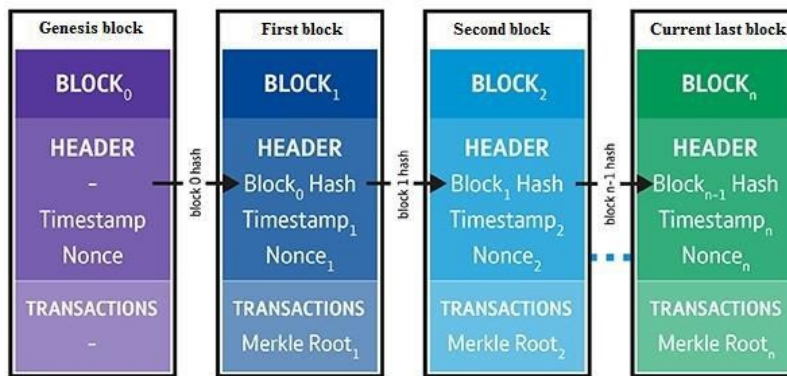 Genesis block
BLOCK₀
HEADER
-
Timestamp
Nonce
TRANSACTIONS
-
block 0 hash
First block
BLOCK₁
HEADER
Block₀ Hash
Timestamp₁
Nonce₁
TRANSACTIONS
Merkle Root₁
block 1 hash
Second block
BLOCK₂
HEADER
Block₁ Hash
Timestamp₂
Nonce₂
TRANSACTIONS
Merkle Root₂
block n-1 hash
Current last block
BLOCKₙ
HEADER
Blockₙ₋₁ Hash
Timestampₙ
Nonceₙ
TRANSACTIONS
Merkle Rootₙ